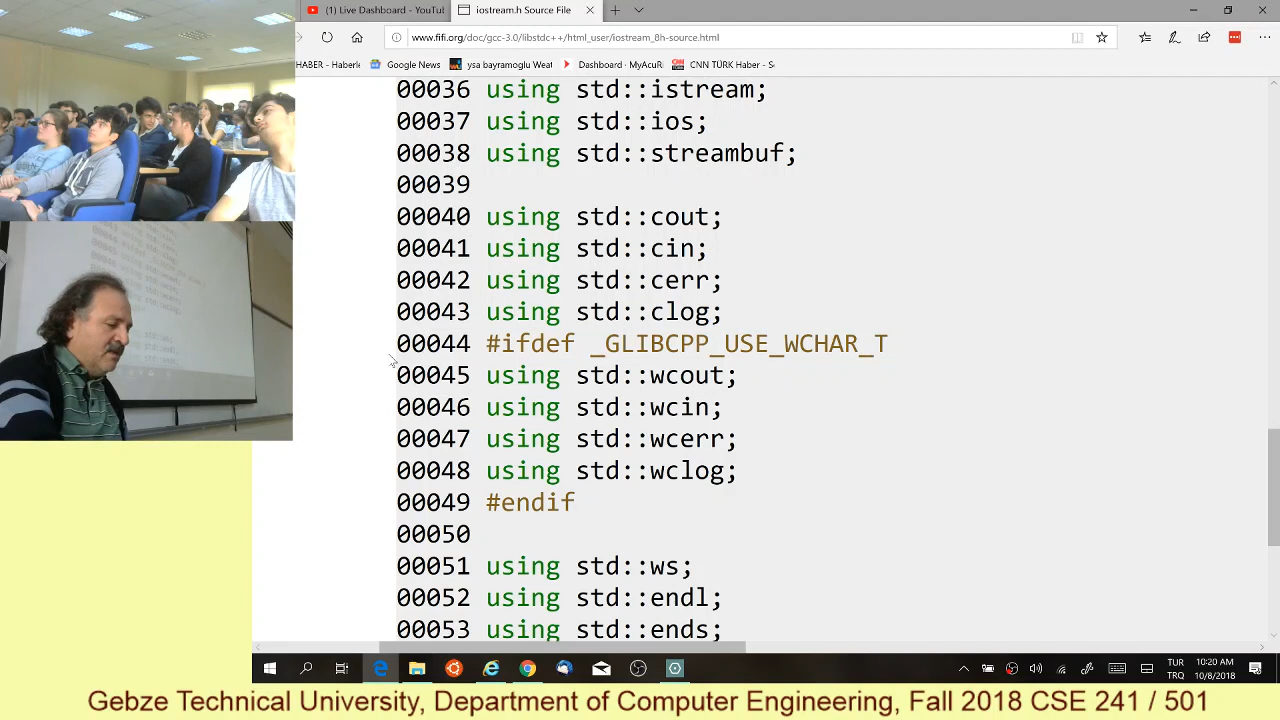 (1) Live Dashboard - YouTub
iostream.h Source File
www.fifi.org/doc/gcc-3.0/libstdc++/html_user/iostream_8h-source.html
HABER - Haberle
Google News
ysa bayramoglu Weat
Dashboard - MyAcuR
CNN TÜRK Haber - Sc
00036 using std::istream;
00037 using std::ios;
00038 using std::streambuf;
00039
00040 using std::cout;
00041 using std::cin;
00042 using std::cerr;
00043 using std::clog;
00044 #ifdef _GLIBCPP_USE_WCHAR_T
00045 using std::wcout;
00046 using std::wcin;
00047 using std::wcerr;
00048 using std::wclog;
00049 #endif
00050
00051 using std::ws;
00052 using std::endl;
00053 using std::ends;
TUR
TRQ
10:20 AM
10/8/2018
Gebze Technical University, Department of Computer Engineering, Fall 2018 CSE 241 / 501